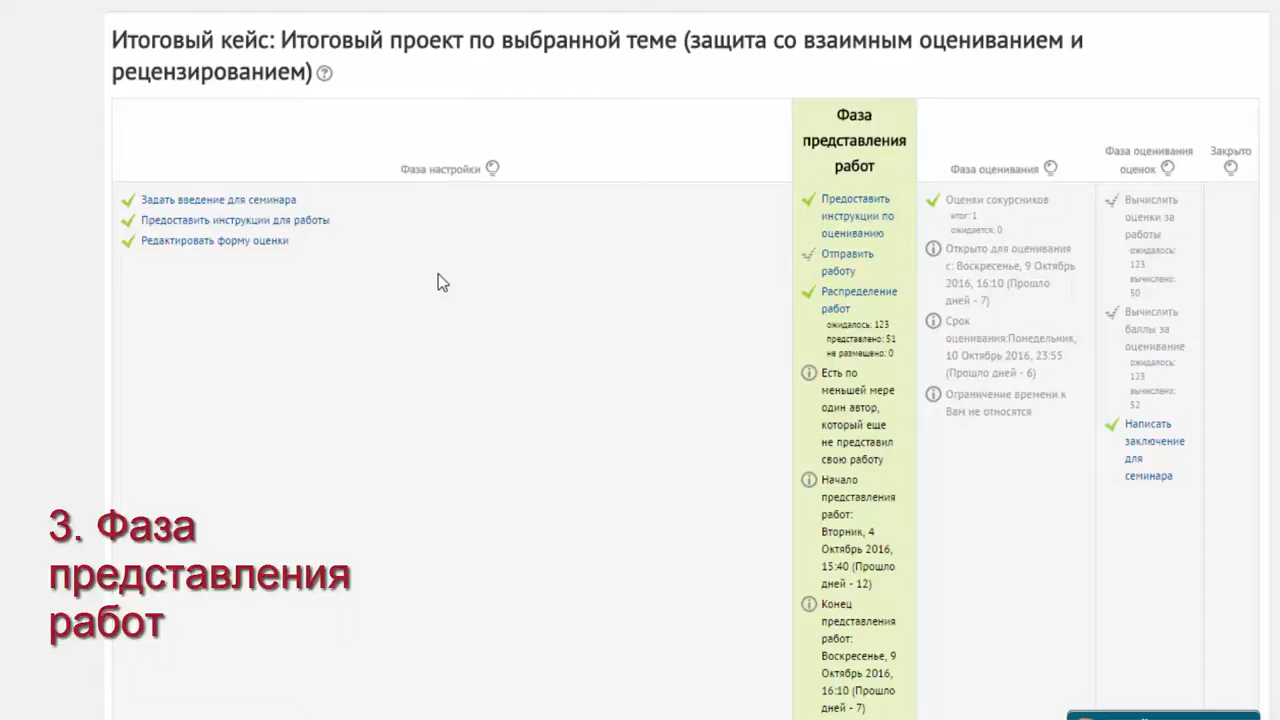 Итоговый кейс: Итоговый проект по выбранной теме (защита со взаимным оцениванием и
рецензированием)
Фаза настройки
Задать введение для семинара
Предоставить инструкции для работы
Редактировать форму оценки
Фаза
представления
работ
Предоставить
инструкции по
оцениванию
Отправить
работу
Распределение
работ
ожидалось: 123
представлено: 51
не размещено: 0
Есть по
меньшей мере
один автор,
который еще
не представил
свою работу
Начало
представления
работ:
Вторник, 4
Октябрь 2016,
15:40 (Прошло
дней - 12)
Конец
представления
работ:
Воскресенье, 9
Октябрь 2016,
16:10 (Прошло
дней - 7)
Фаза оценивания
Оценки сокурсников
итог: 1
ожидается: 0
Открыто для оценивания
с: Воскресенье, 9 Октябрь
2016, 16:10 (Прошло
дней - 7)
Срок
оценивания:Понедельник,
10 Октябрь 2016, 23:55
(Прошло дней - 6)
Ограничение времени к
Вам не относятся
Фаза оценивания
оценок
Вычислить
оценки за
работы
ожидалось:
123
вычислено:
50
Вычислить
баллы за
оценивание
ожидалось:
123
вычислено:
52
Написать
заключение
для
семинара
Закрыто
3. Фаза
представления
работ